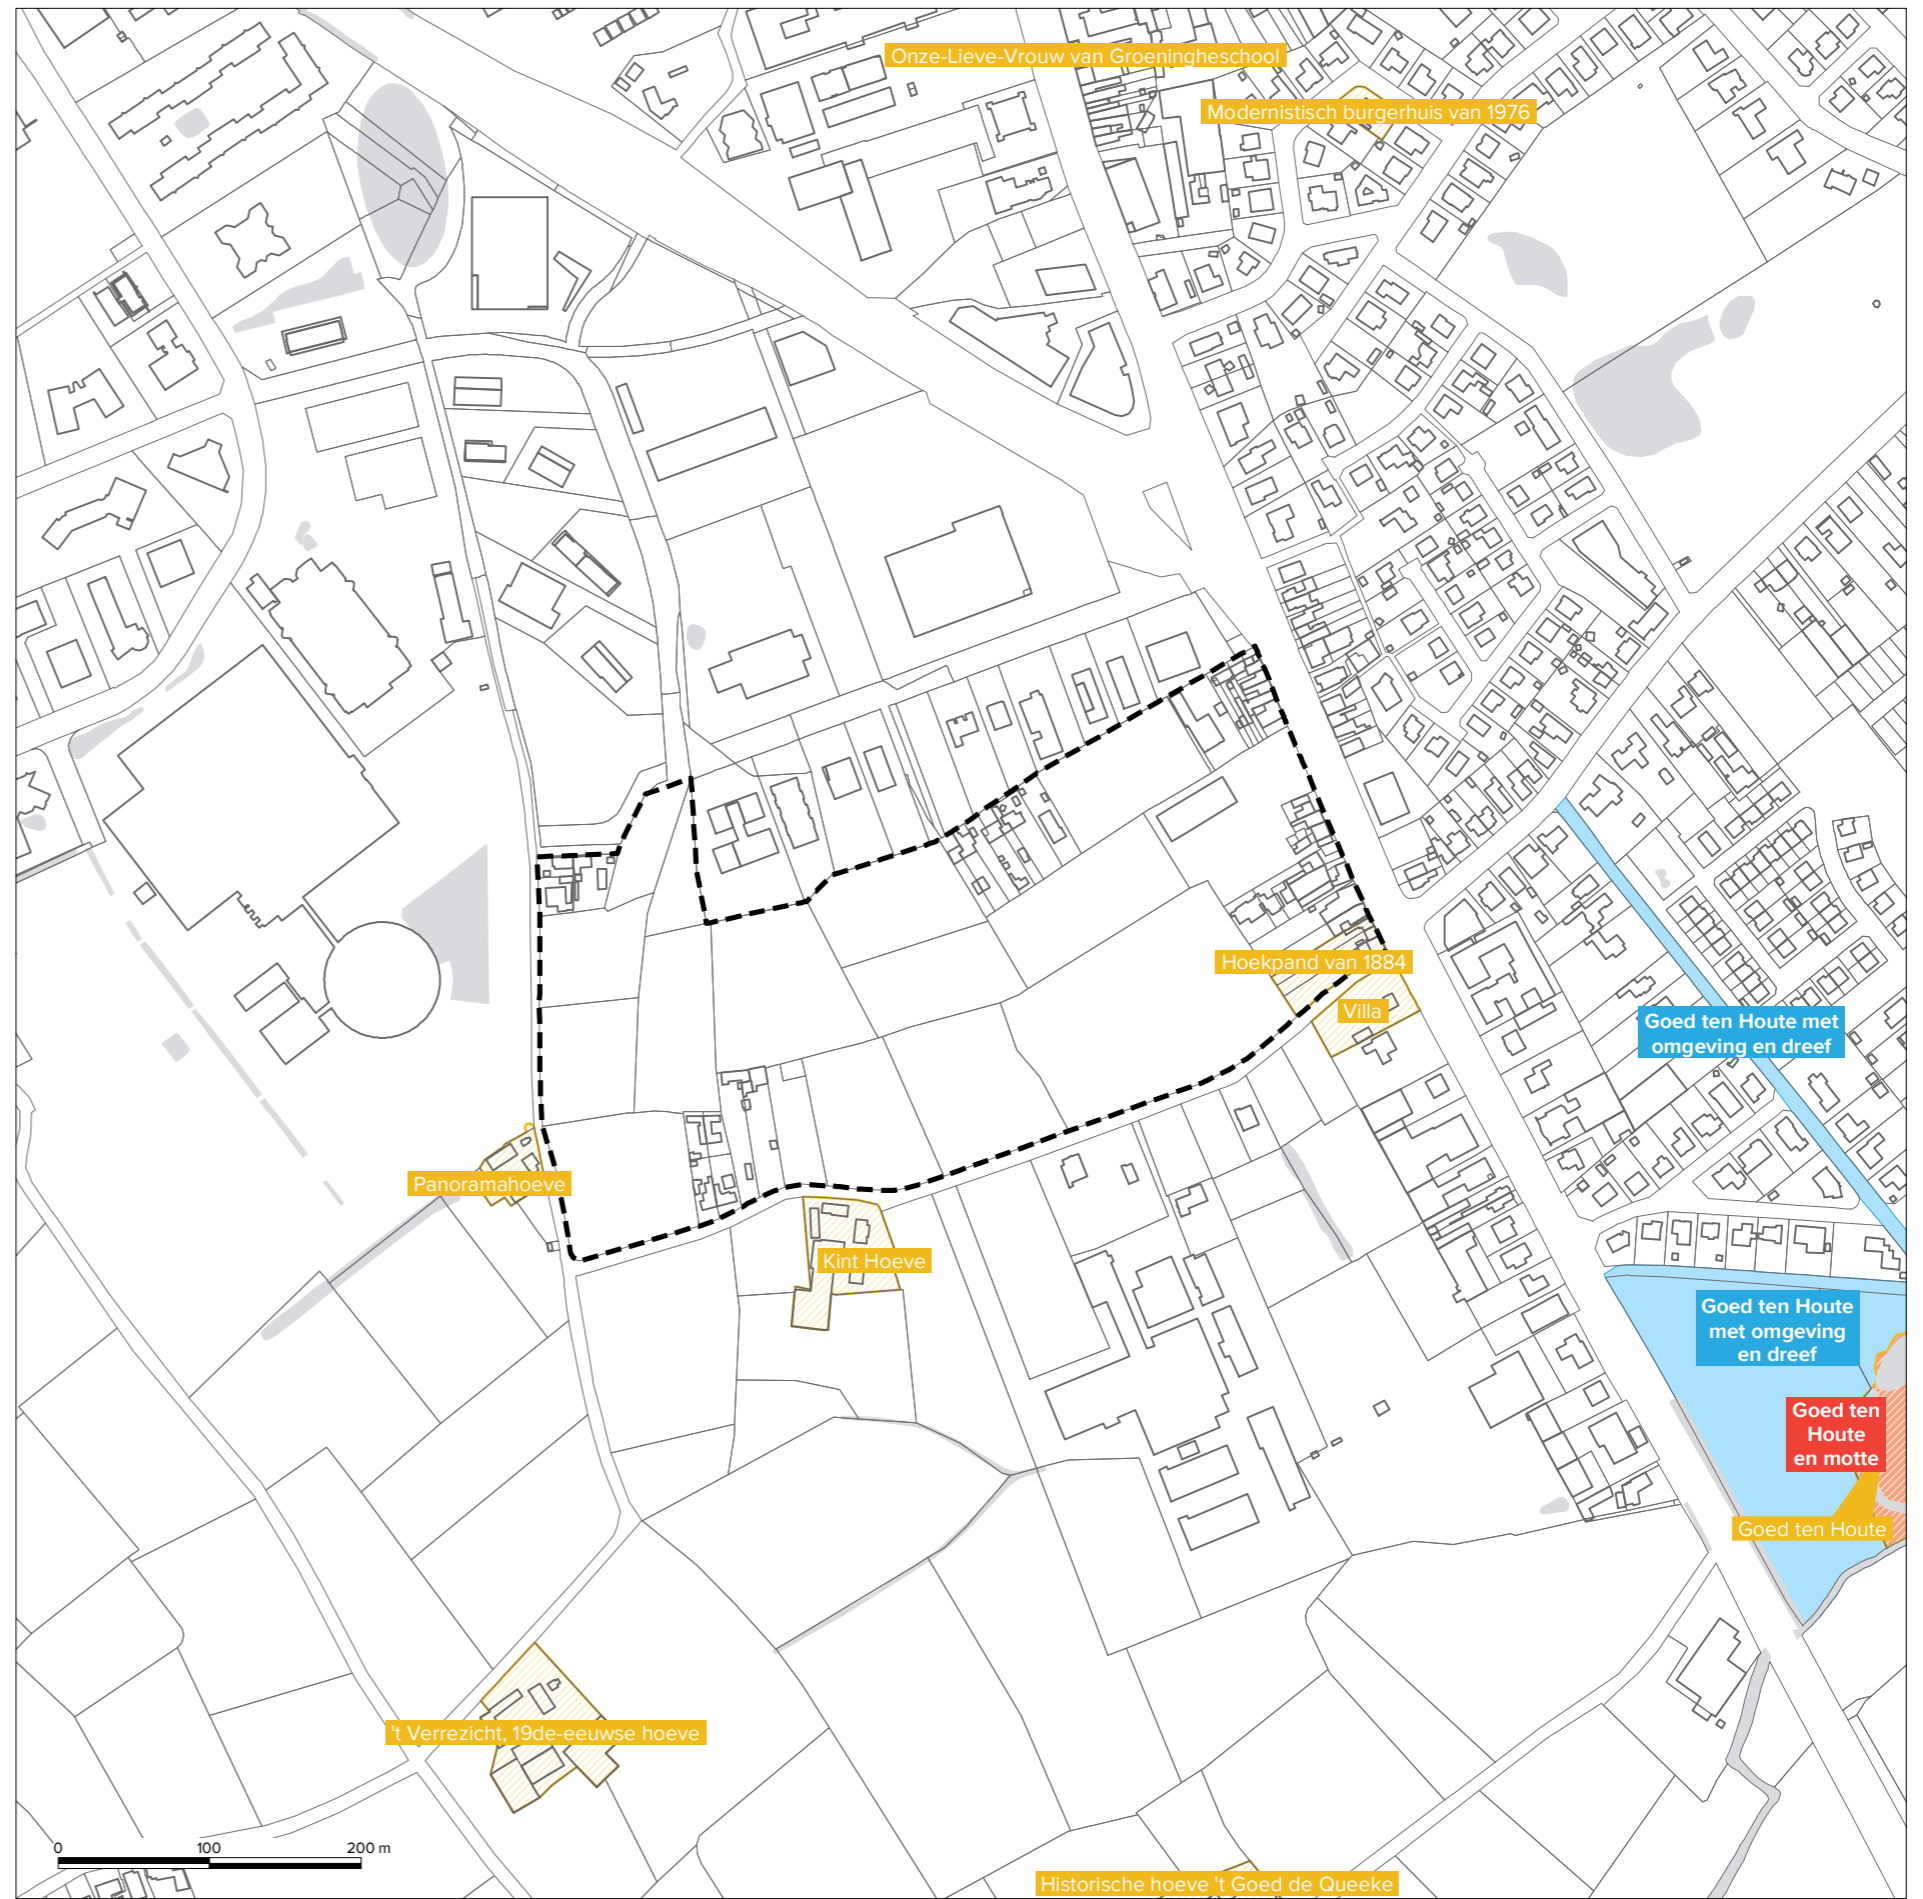 Onze-Lieve-Vrouw van Groeningheschool
Modernistisch burgerhuis van 1976
Hoekpand van 1884
Villa
Goed ten Houte met
omgeving en dreef
Panoramahoeve
Kint Hoeve
Goed ten Houte
met omgeving
en dreef
Goed ten
Houte
en motte
Goed ten Houte
't Verrezicht, 19de-eeuwse hoeve
0 100 200 m
Historische hoeve 't Goed de Queeke